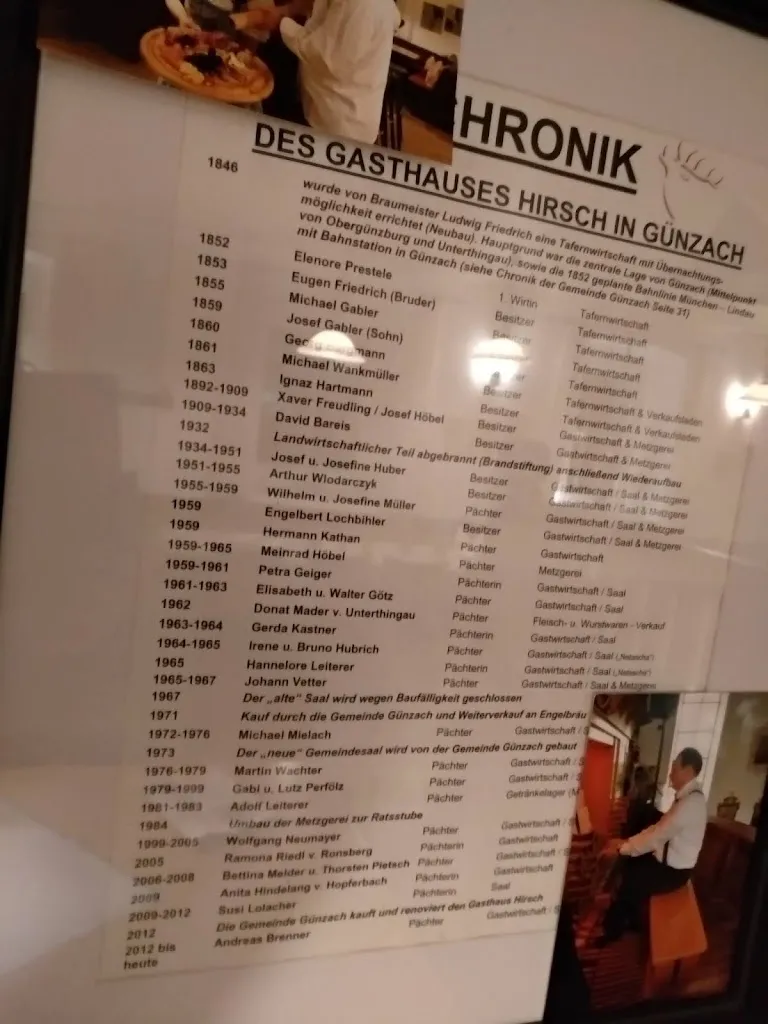 CHRONIK
DES GASTHAUSES HIRSCH IN GÜNZACH
1846 wurde von Braumeister Ludwig Friedrich eine Tafernwirtschaft mit Übernachtungs-
möglichkeit errichtet (Neubau). Hauptgrund war die zentrale Lage von Günzach (Mittelpunkt
von Obergünzburg und Unterthingau), sowie die 1852 geplante Bahnlinie München – Lindau
mit Bahnstation in Günzach (siehe Chronik der Gemeinde Günzach Seite 31)
1852 Elenore Prestele 1. Wirtin Tafernwirtschaft
1853 Eugen Friedrich (Bruder) Besitzer Tafernwirtschaft
1855 Michael Gabler Besitzer Tafernwirtschaft
1859 Josef Gabler (Sohn) Tafernwirtschaft
1860 Tafernwirtschaft
1861 Michael Wankmüller Besitzer Tafernwirtschaft & Verkaufsladen
1863 Ignaz Hartmann Besitzer Tafernwirtschaft & Verkaufsladen
1892-1909 Xaver Freudling / Josef Höbel Besitzer Gastwirtschaft & Metzgerei
1909-1934 David Bareis Besitzer Gastwirtschaft & Metzgerei
1932 Landwirtschaftlicher Teil abgebrannt (Brandstiftung) anschließend Wiederaufbau
1934-1951 Josef u. Josefine Huber Besitzer Gastwirtschaft / Saal & Metzgerei
1951-1955 Arthur Wlodarczyk Besitzer Gastwirtschaft / Saal & Metzgerei
1955-1959 Wilhelm u. Josefine Müller Pächter Gastwirtschaft / Saal & Metzgerei
1959 Engelbert Lochbihler Besitzer Gastwirtschaft
1959 Hermann Kathan Pächter Metzgerei
1959-1965 Meinrad Höbel Pächter Gastwirtschaft / Saal
1959-1961 Petra Geiger Pächterin Gastwirtschaft / Saal
1961-1963 Elisabeth u. Walter Götz Pächter Fleisch- u. Wurstwaren - Verkauf
1962 Donat Mader v. Unterthingau Pächter Gastwirtschaft / Saal
1963-1964 Gerda Kastner Pächterin Gastwirtschaft / Saal
1964-1965 Irene u. Bruno Hubrich Pächter Gastwirtschaft / Saal
1965 Hannelore Leiterer Pächterin Gastwirtschaft / Saal & Metzgerei
1965-1967 Johann Vetter Pächter
1967 Der „alte“ Saal wird wegen Baufälligkeit geschlossen
1971 Kauf durch die Gemeinde Günzach und Weiterverkauf an Engelbräu
1972-1976 Michael Mielach Pächter Gastwirtschaft / S
1973 Der „neue“ Gemeindesaal wird von der Gemeinde Günzach gebaut
1976-1979 Martin Wachter Pächter Gastwirtschaft / S
1979-1999 Gabi u. Lutz Perfölz Pächter Gastwirtschaft / S
1981-1983 Adolf Leiterer Pächter Getränkelager (M
1984 Umbau der Metzgerei zur Ratsstube
1999-2005 Wolfgang Neumayer Pächter Gastwirtschaft / S
2005 Ramona Riedl v. Ronsberg Pächterin Gastwirtschaft
2006-2008 Bettina Melder u. Thorsten Pietsch Pächter Gastwirtschaft / S
2009 Anita Hindelang v. Hopferbach Pächterin Gastwirtschaft
2009-2012 Susi Lotacher Pächterin Saal
2012 Die Gemeinde Günzach kauft und renoviert den Gasthaus Hirsch
2012 bis Andreas Brenner Pächter Gastwirtschaft / S
heute